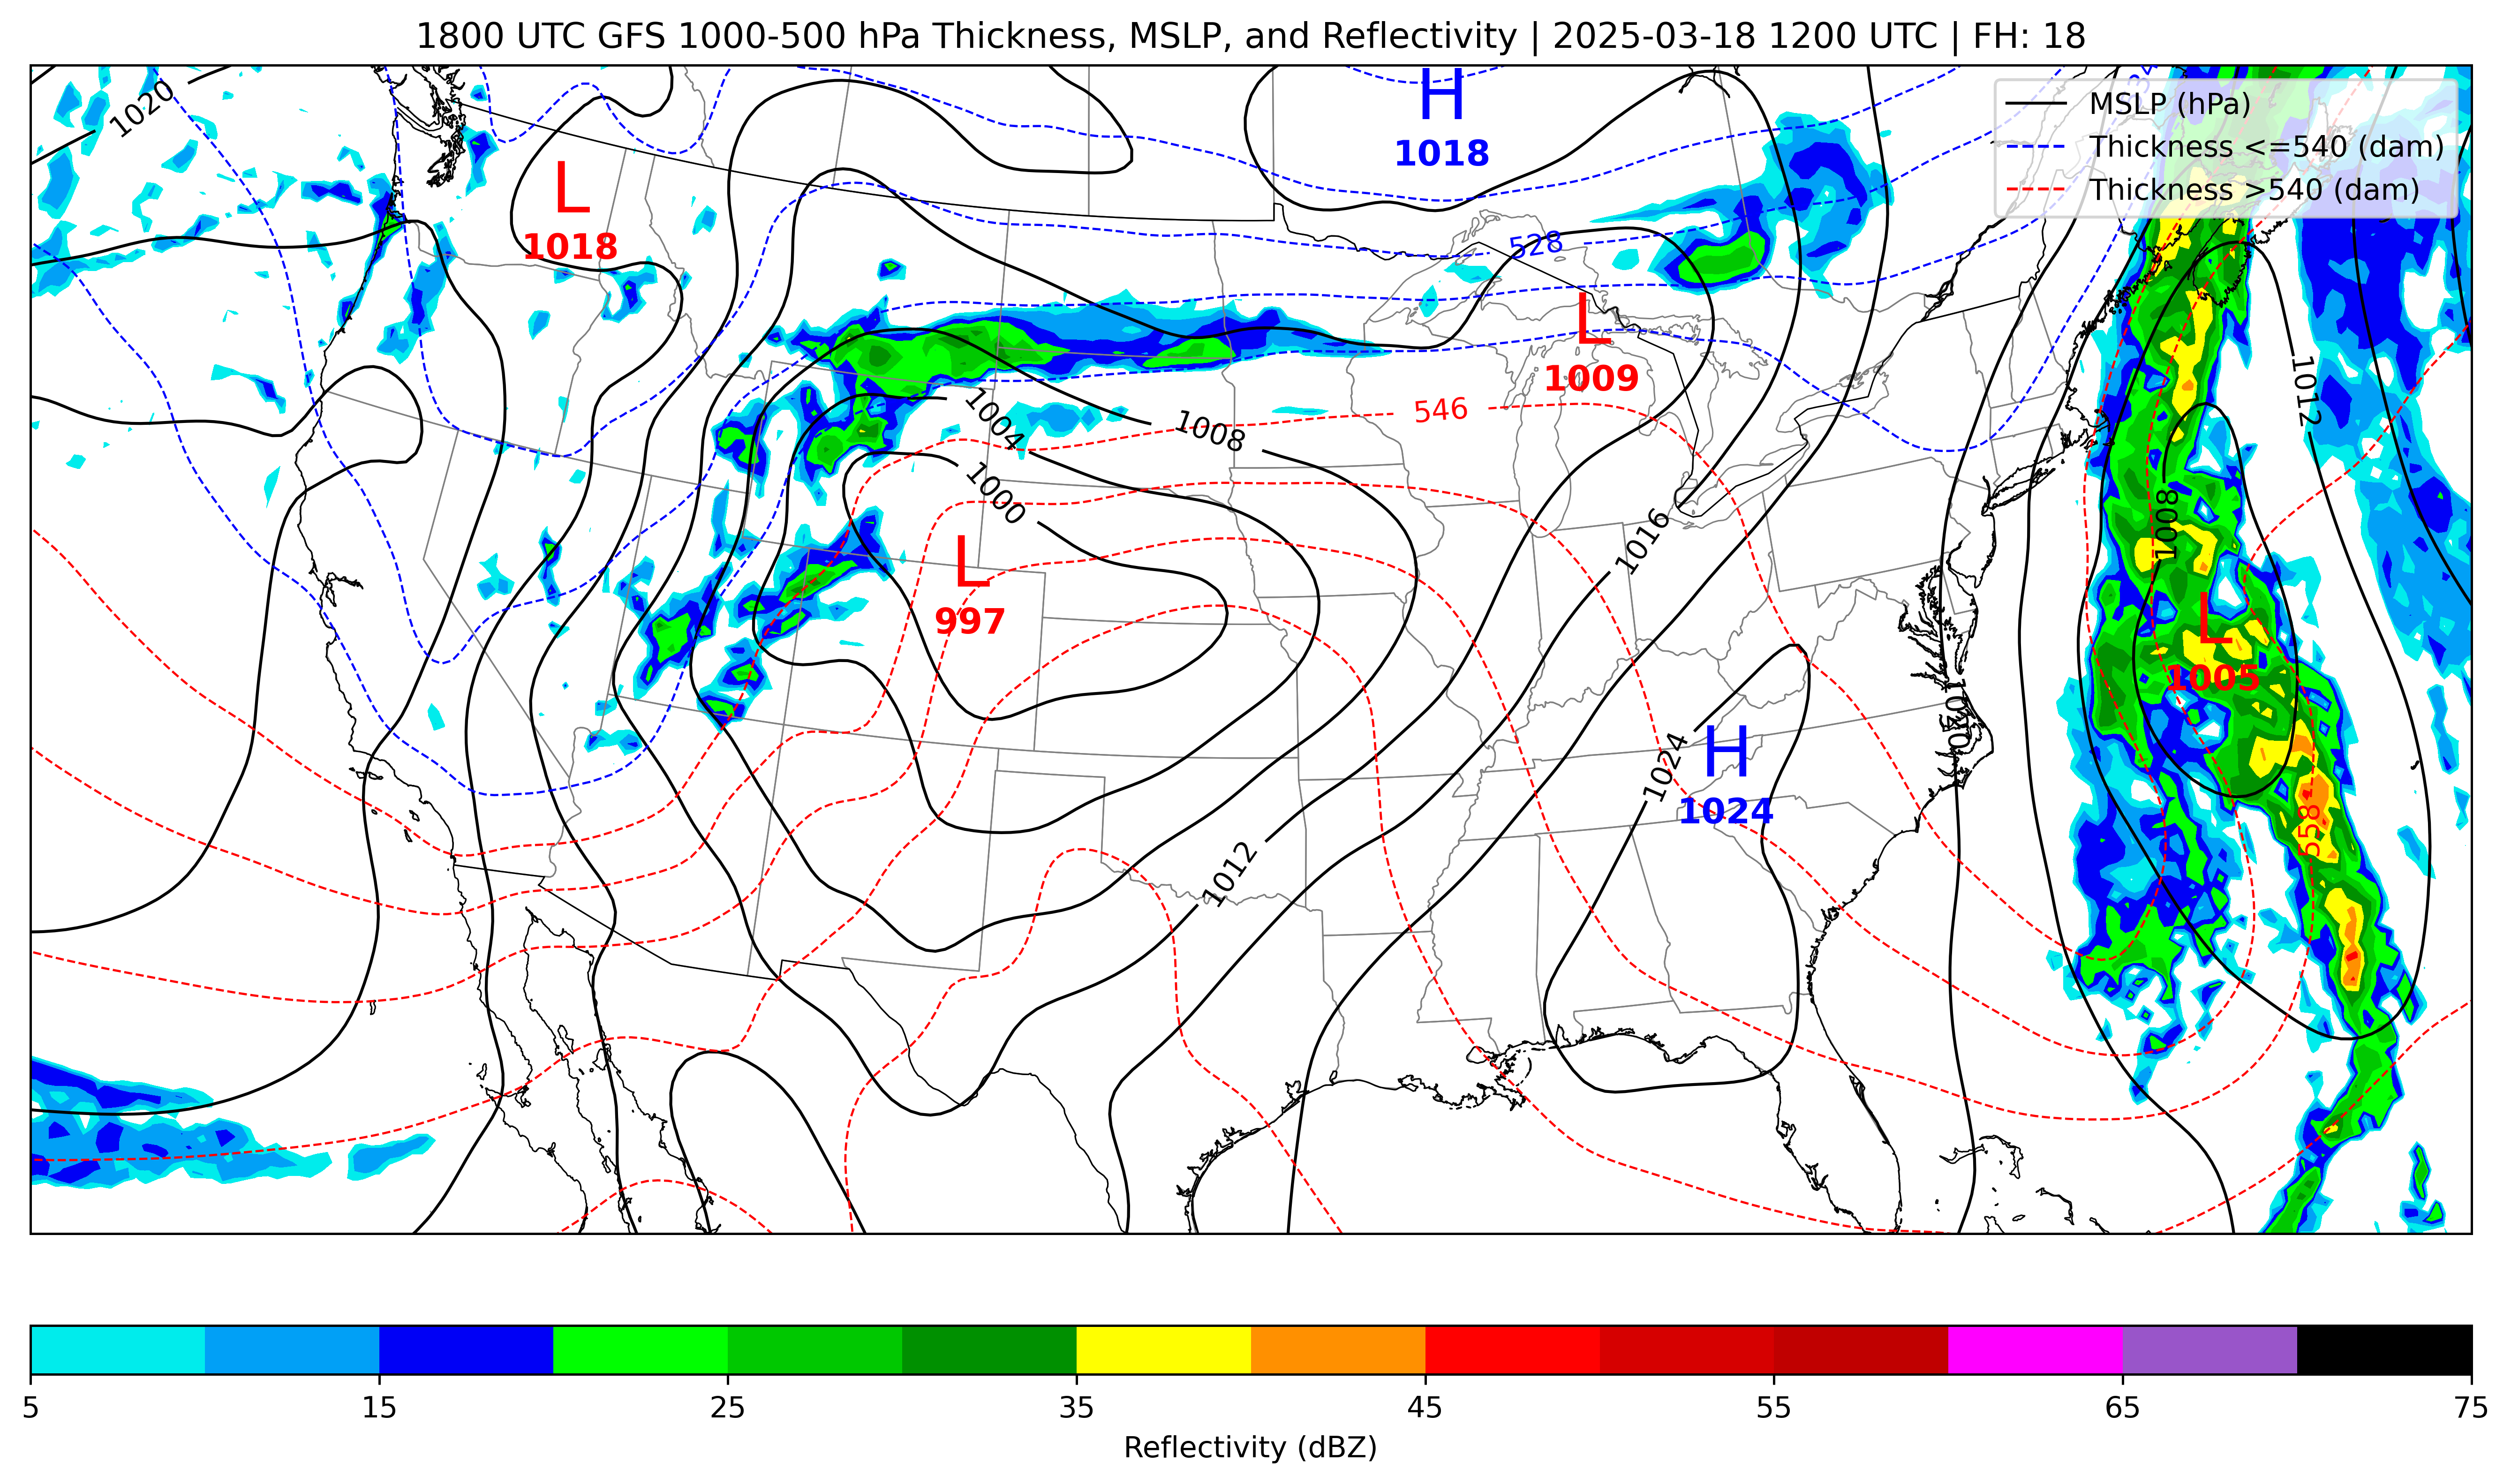 1800 UTC GFS 1000-500 hPa Thickness, MSLP, and Reflectivity | 2025-03-18 1200 UTC | FH: 18
MSLP (hPa)
Thickness <=540 (dam)
Thickness >540 (dam)
1020
H
1018
L
1018
528
L
1009
1012
546
1004
1008
1000
1008
1016
L
997
L
1005
H
1024
1024
1012
558
5 15 25 35 45 55 65 75
Reflectivity (dBZ)